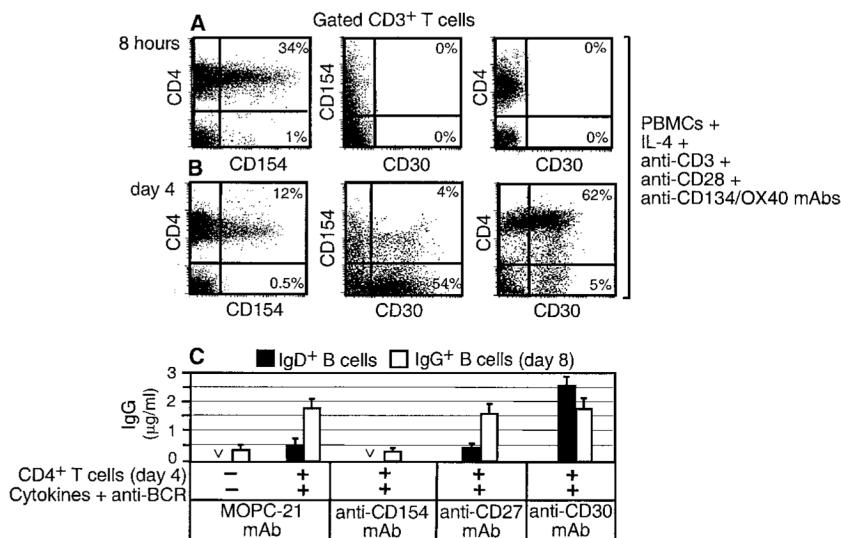 A Gated CD3+ T cells
8 hours
34%
1%
CD4
CD154
0%
0%
CD154
CD30
0%
0%
CD4
CD30
B
day 4
12%
0.5%
CD4
CD154
4%
54%
CD154
CD30
62%
5%
CD4
CD30
PBMCs +
IL-4 +
anti-CD3 +
anti-CD28 +
anti-CD134/OX40 mAbs
C IgD+ B cells IgG+ B cells (day 8)
IgG
(µg/ml)
3
2
1
0
v v
CD4+ T cells (day 4) – + + + +
Cytokines + anti-BCR – + + + +
MOPC-21 anti-CD154 anti-CD27 anti-CD30
mAb mAb mAb mAb